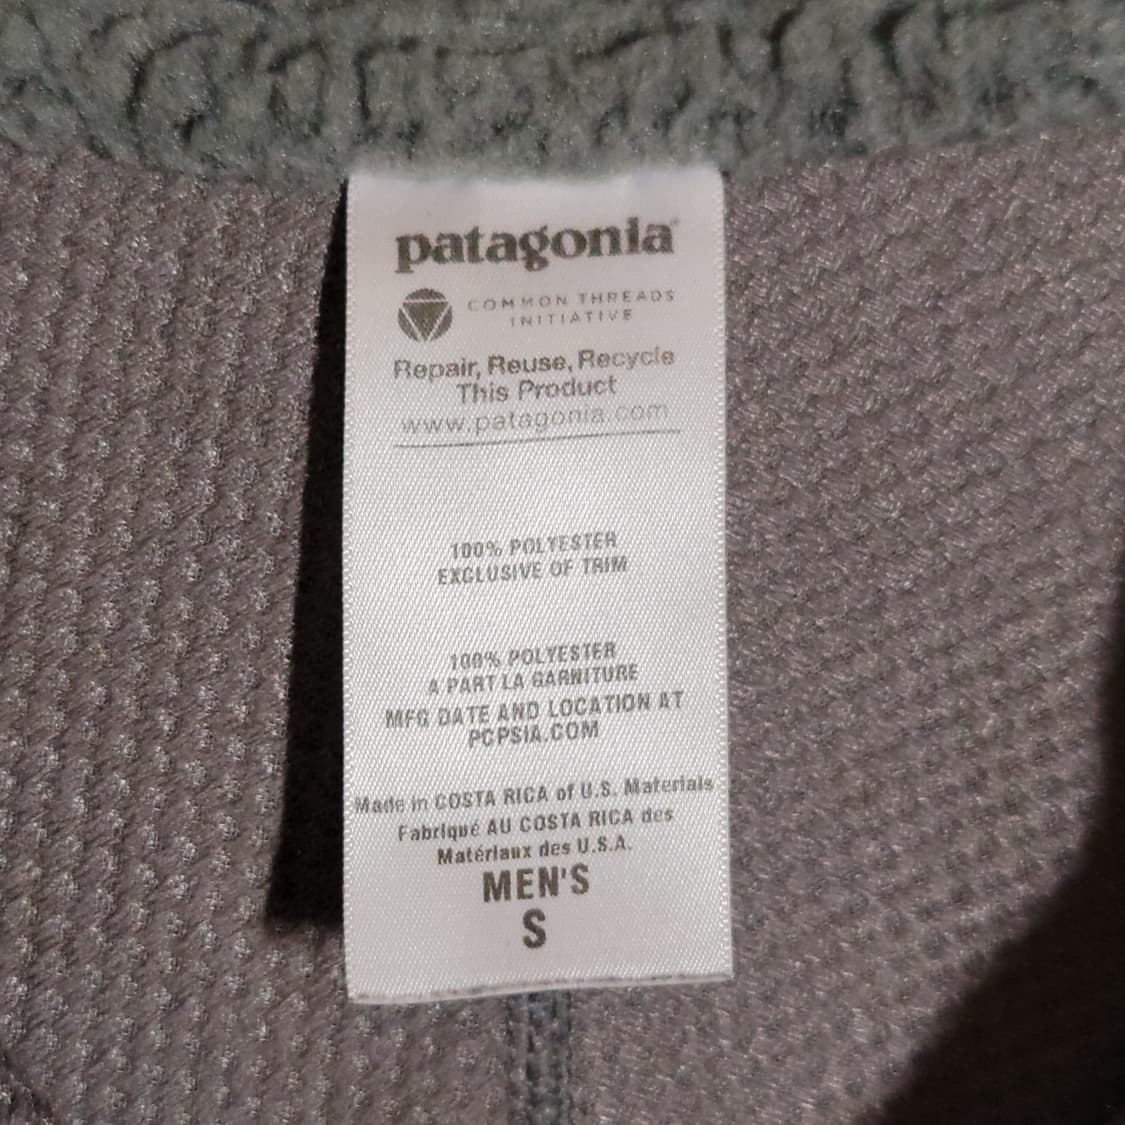 patagonia®
COMMON THREADS
INITIATIVE
Repair, Reuse, Recycle
This Product
www.patagonia.com
100% POLYESTER
EXCLUSIVE OF TRIM
100% POLYESTER
A PART LA GARNITURE
MFG DATE AND LOCATION AT
PCPSIA.COM
Made in COSTA RICA of U.S. Materials
Fabriqué AU COSTA RICA des
Matériaux des U.S.A.
MEN'S
S